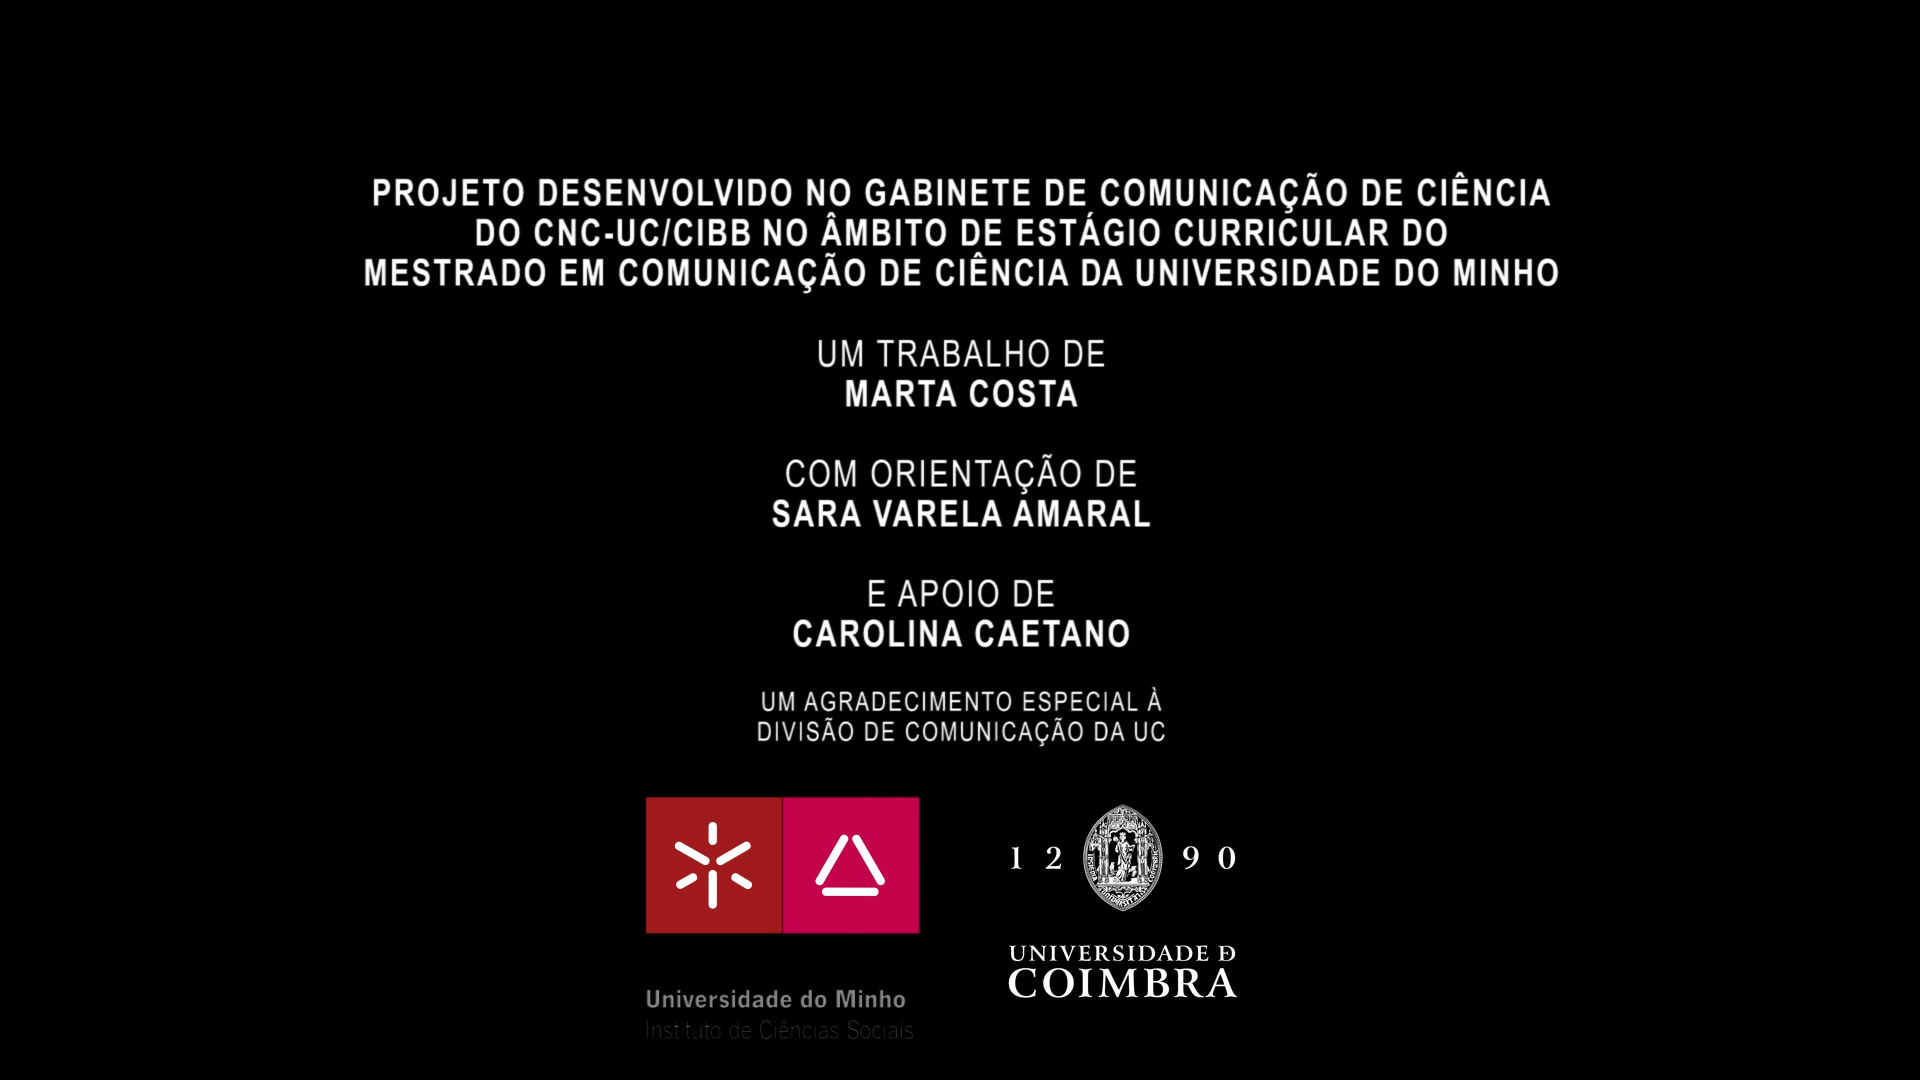 PROJETO DESENVOLVIDO NO GABINETE DE COMUNICAÇÃO DE CIÊNCIA
DO CNC-UC/CIBB NO ÂMBITO DE ESTÁGIO CURRICULAR DO
MESTRADO EM COMUNICAÇÃO DE CIÊNCIA DA UNIVERSIDADE DO MINHO
UM TRABALHO DE
MARTA COSTA
COM ORIENTAÇÃO DE
SARA VARELA AMARAL
E APOIO DE
CAROLINA CAETANO
UM AGRADECIMENTO ESPECIAL À
DIVISÃO DE COMUNICAÇÃO DA UC
Universidade do Minho
Instituto de Ciências Sociais
1 2 9 0
UNIVERSIDADE Ð
COIMBRA